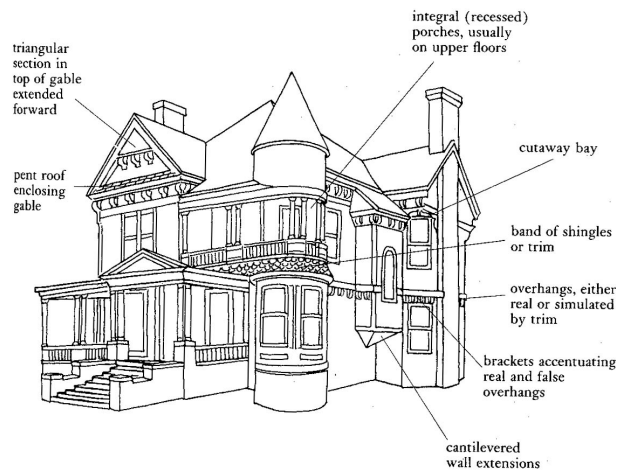 integral (recessed)
porches, usually
on upper floors
triangular
section in
top of gable
extended
forward
cutaway bay
pent roof
enclosing
gable
band of shingles
or trim
overhangs, either
real or simulated
by trim
brackets accentuating
real and false
overhangs
cantilevered
wall extensions